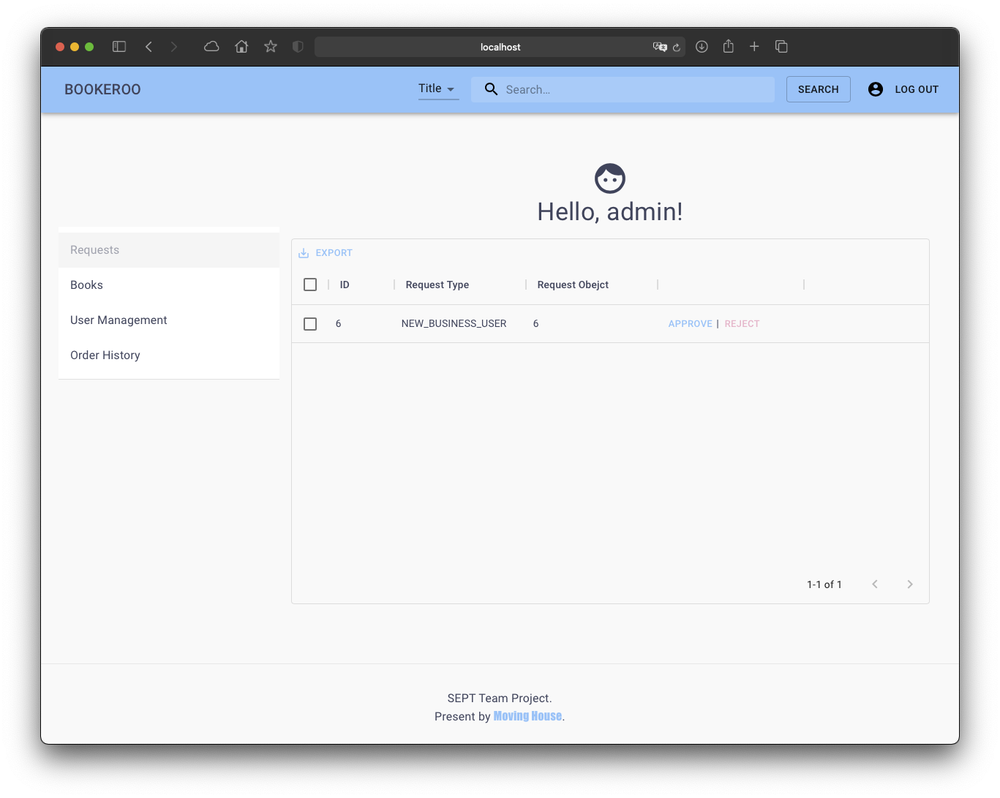 localhost
BOOKEROO
Title
Search...
SEARCH
LOG OUT
Hello, admin!
Requests
Books
User Management
Order History
EXPORT
ID Request Type Request Obejct
6 NEW_BUSINESS_USER 6 APPROVE | REJECT
1-1 of 1
SEPT Team Project.
Present by Moving House.